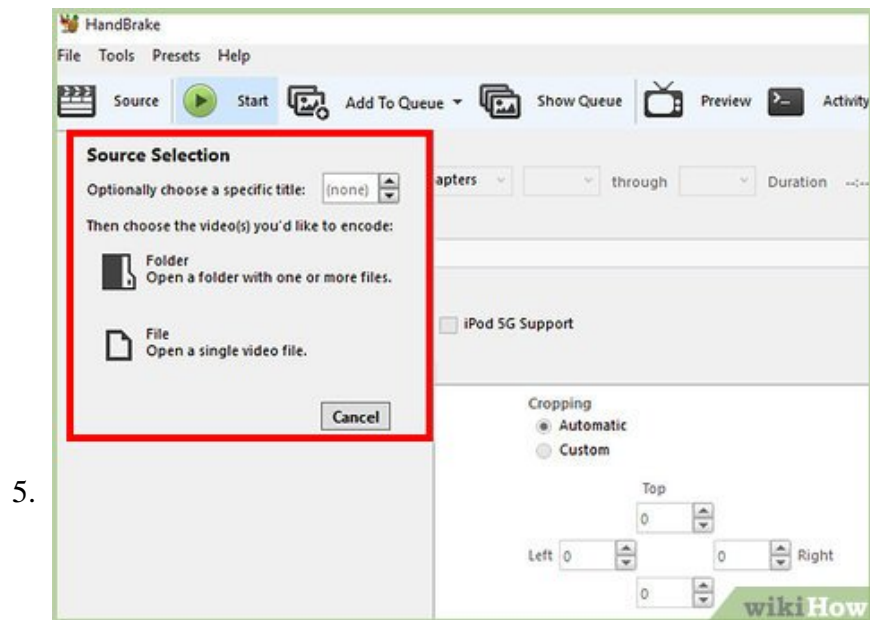 HandBrake
File Tools Presets Help
Source Start Add To Queue Show Queue Preview Activity
Source Selection
Optionally choose a specific title: (none)
apters through Duration --:--
Then choose the video(s) you'd like to encode:
Folder
Open a folder with one or more files.
iPod 5G Support
File
Open a single video file.
Cancel
Cropping
Automatic
Custom
5.
Top
0
Left 0 0 Right
0
wikiHow